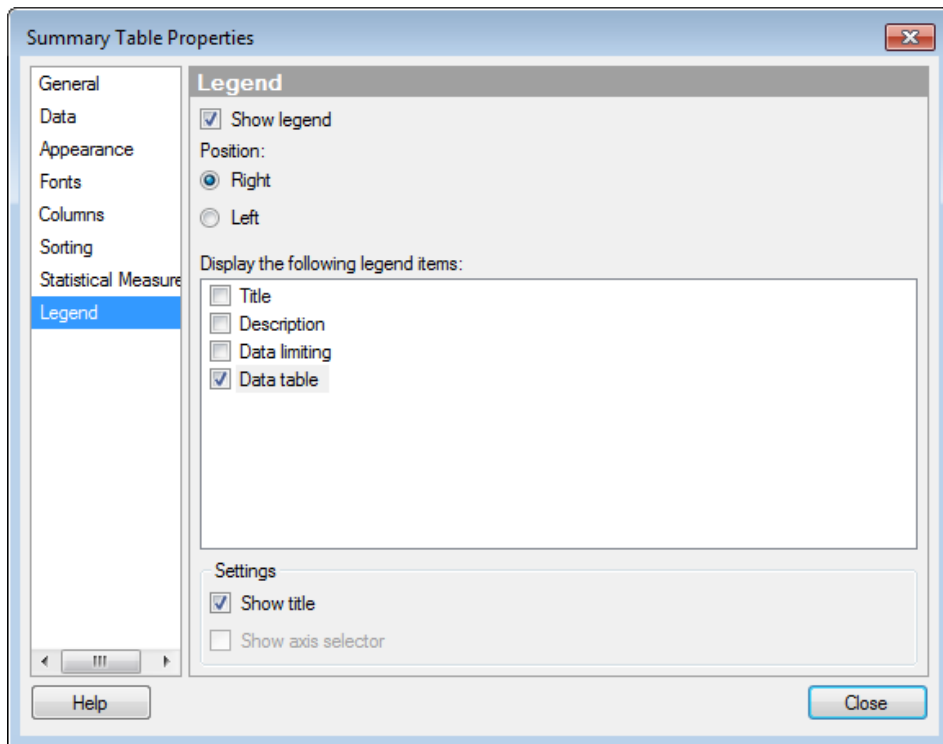 Summary Table Properties
General
Data
Appearance
Fonts
Columns
Sorting
Statistical Measure
Legend
Legend
Show legend
Position:
Right
Left
Display the following legend items:
Title
Description
Data limiting
Data table
Settings
Show title
Show axis selector
Help
Close